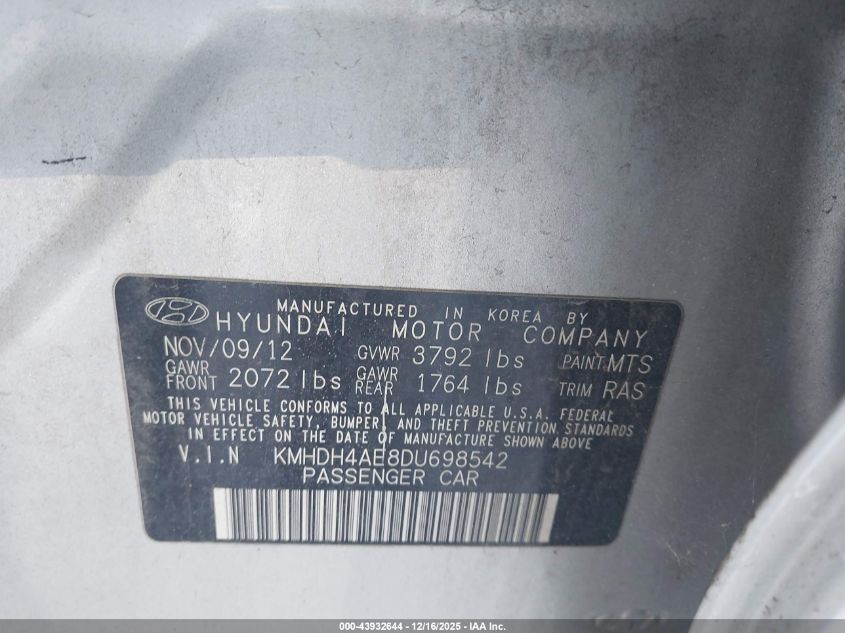 MANUFACTURED IN KOREA BY
HYUNDAI MOTOR COMPANY
NOV/09/12 GVWR 3792 lbs PAINT MTS
GAWR FRONT 2072 lbs GAWR REAR 1764 lbs TRIM RAS
THIS VEHICLE CONFORMS TO ALL APPLICABLE U.S.A. FEDERAL
MOTOR VEHICLE SAFETY, BUMPER, AND THEFT PREVENTION STANDARDS
IN EFFECT ON THE DATE OF MANUFACTURE SHOWN ABOVE
V.I.N KMHDH4AE8DU698542
PASSENGER CAR
000-43932644 - 12/16/2025 - IAA Inc.